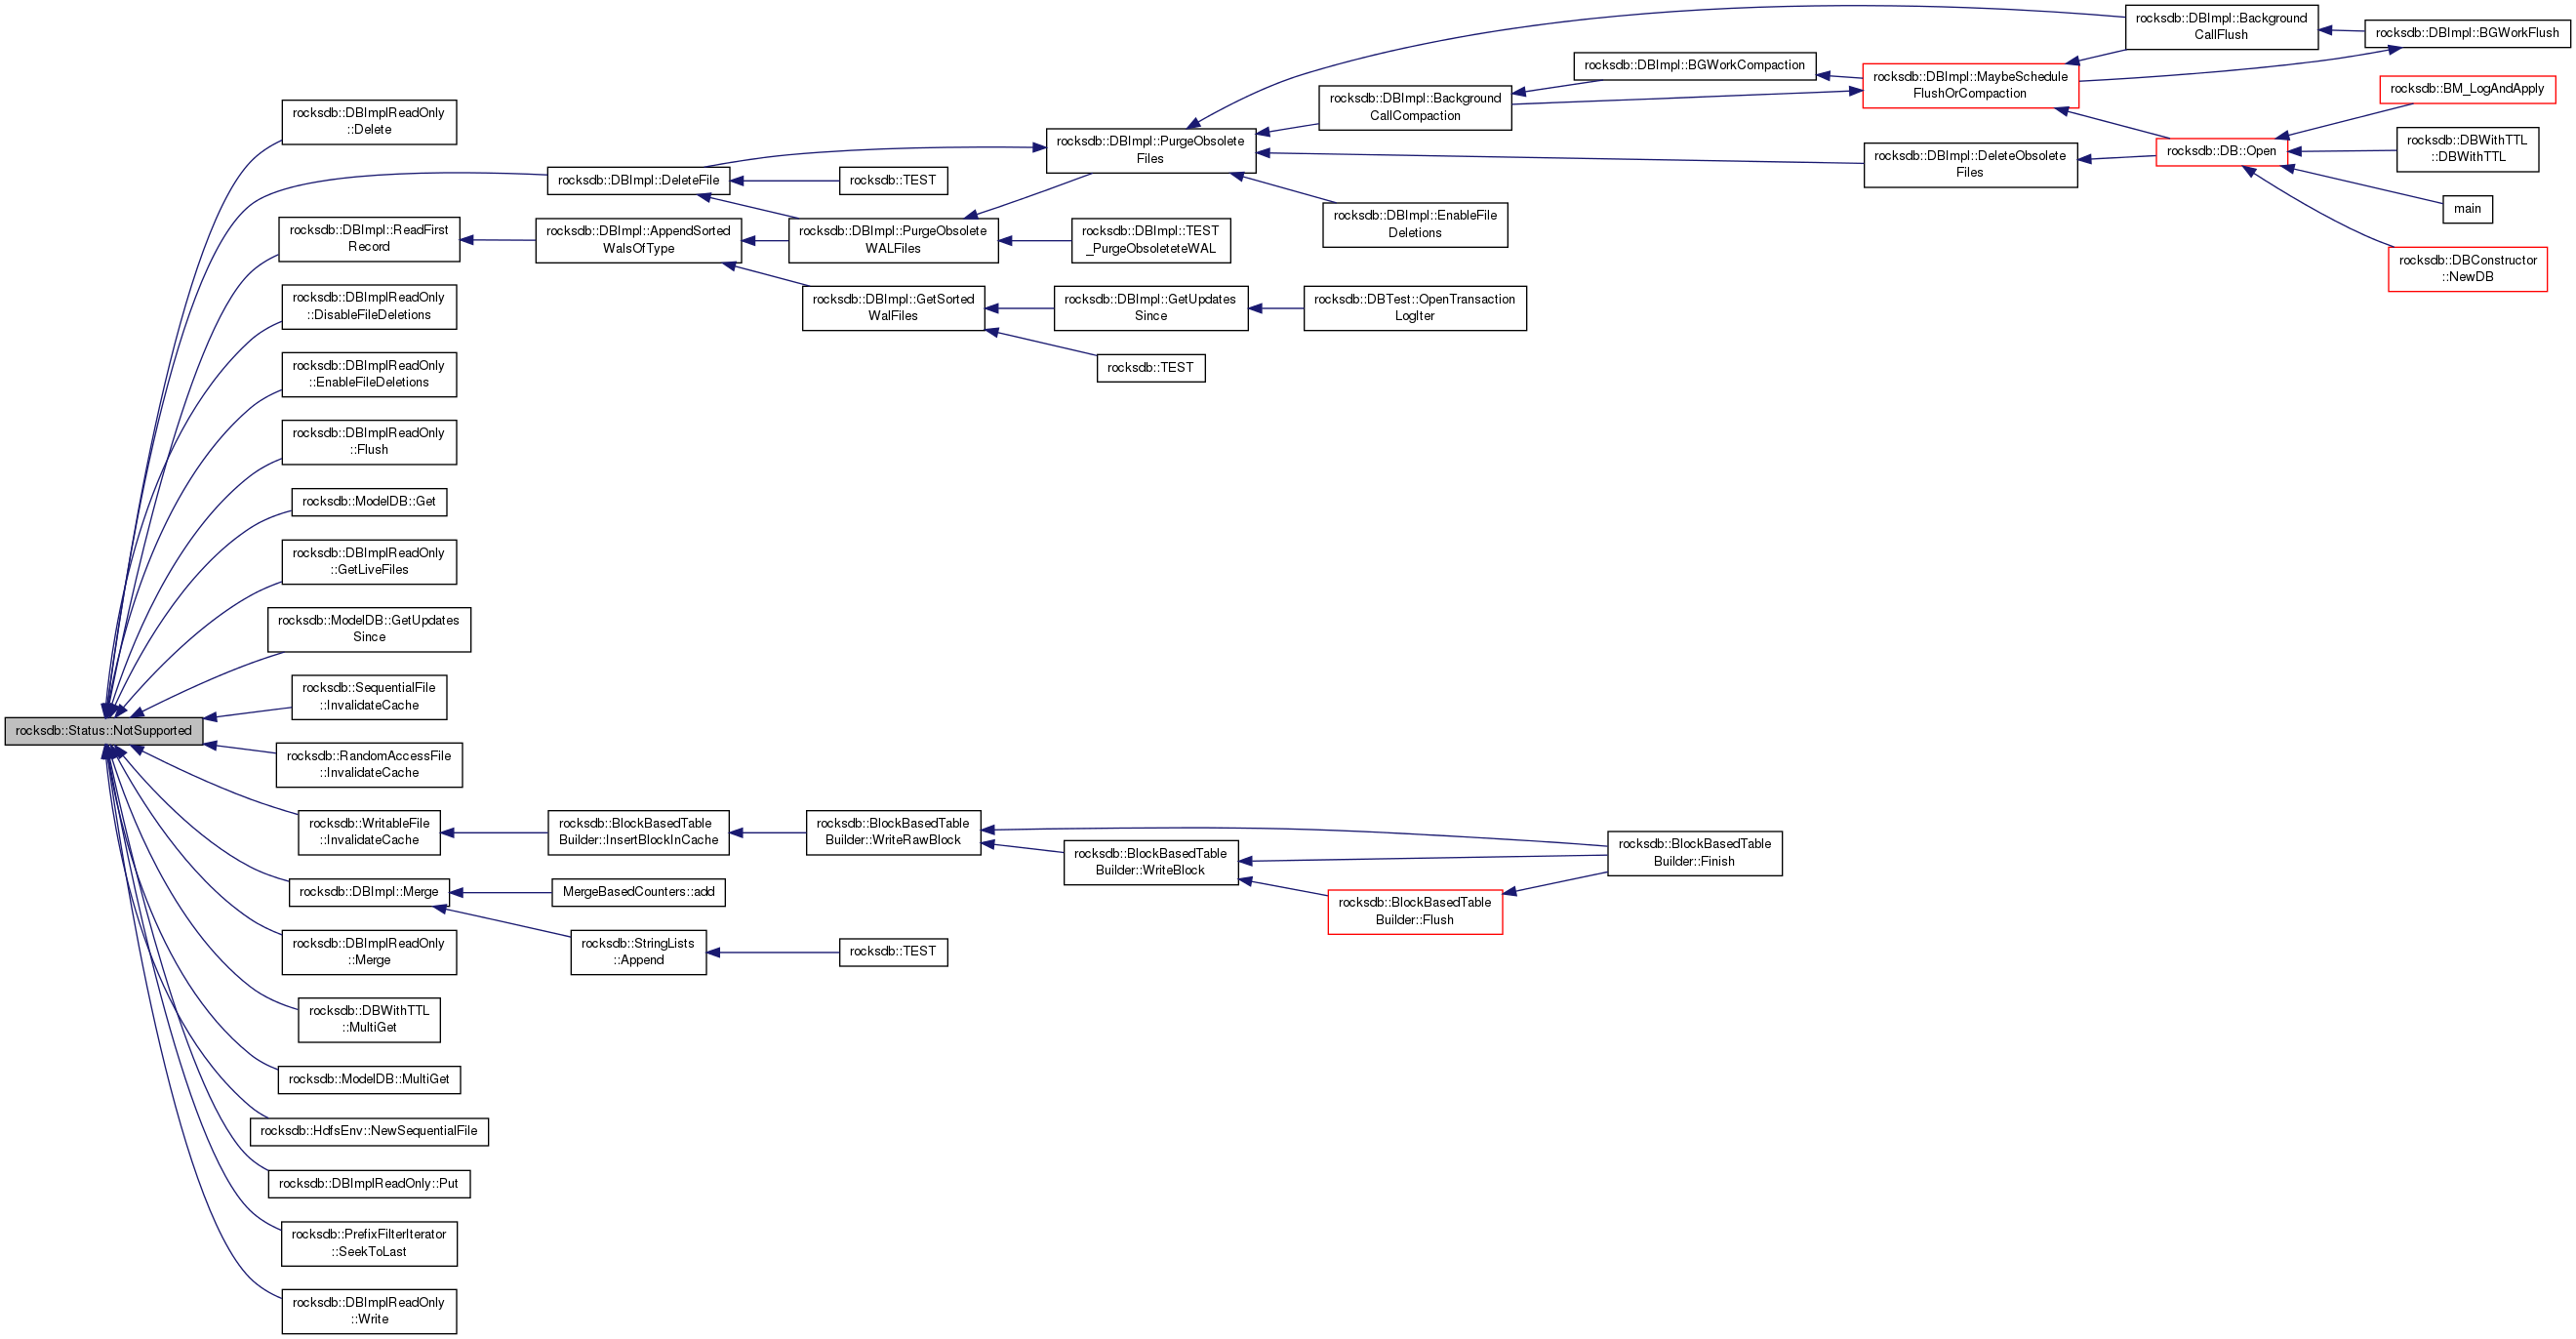 rocksdb::Status::NotSupported
rocksdb::DBImplReadOnly
::Delete
rocksdb::DBImpl::DeleteFile
rocksdb::TEST
rocksdb::DBImpl::ReadFirst
Record
rocksdb::DBImpl::AppendSorted
WalsOfType
rocksdb::DBImpl::PurgeObsolete
WALFiles
rocksdb::DBImpl::TEST
_PurgeObsoleteteWAL
rocksdb::DBImpl::GetSorted
WalFiles
rocksdb::DBImpl::GetUpdates
Since
rocksdb::DBTest::OpenTransaction
LogIter
rocksdb::TEST
rocksdb::DBImpl::PurgeObsolete
Files
rocksdb::DBImpl::Background
CallCompaction
rocksdb::DBImpl::BGWorkCompaction
rocksdb::DBImpl::MaybeSchedule
FlushOrCompaction
rocksdb::DBImpl::Background
CallFlush
rocksdb::DBImpl::BGWorkFlush
rocksdb::DBImpl::DeleteObsolete
Files
rocksdb::DBImpl::EnableFile
Deletions
rocksdb::DB::Open
rocksdb::BM_LogAndApply
rocksdb::DBWithTTL
::DBWithTTL
main
rocksdb::DBConstructor
::NewDB
rocksdb::DBImplReadOnly
::DisableFileDeletions
rocksdb::DBImplReadOnly
::EnableFileDeletions
rocksdb::DBImplReadOnly
::Flush
rocksdb::ModelDB::Get
rocksdb::DBImplReadOnly
::GetLiveFiles
rocksdb::ModelDB::GetUpdates
Since
rocksdb::SequentialFile
::InvalidateCache
rocksdb::RandomAccessFile
::InvalidateCache
rocksdb::WritableFile
::InvalidateCache
rocksdb::BlockBasedTable
Builder::InsertBlockInCache
rocksdb::BlockBasedTable
Builder::WriteRawBlock
rocksdb::BlockBasedTable
Builder::WriteBlock
rocksdb::BlockBasedTable
Builder::Flush
rocksdb::BlockBasedTable
Builder::Finish
rocksdb::DBImpl::Merge
MergeBasedCounters::add
rocksdb::StringLists
::Append
rocksdb::TEST
rocksdb::DBImplReadOnly
::Merge
rocksdb::DBWithTTL
::MultiGet
rocksdb::ModelDB::MultiGet
rocksdb::HdfsEnv::NewSequentialFile
rocksdb::DBImplReadOnly::Put
rocksdb::PrefixFilterIterator
::SeekToLast
rocksdb::DBImplReadOnly
::Write